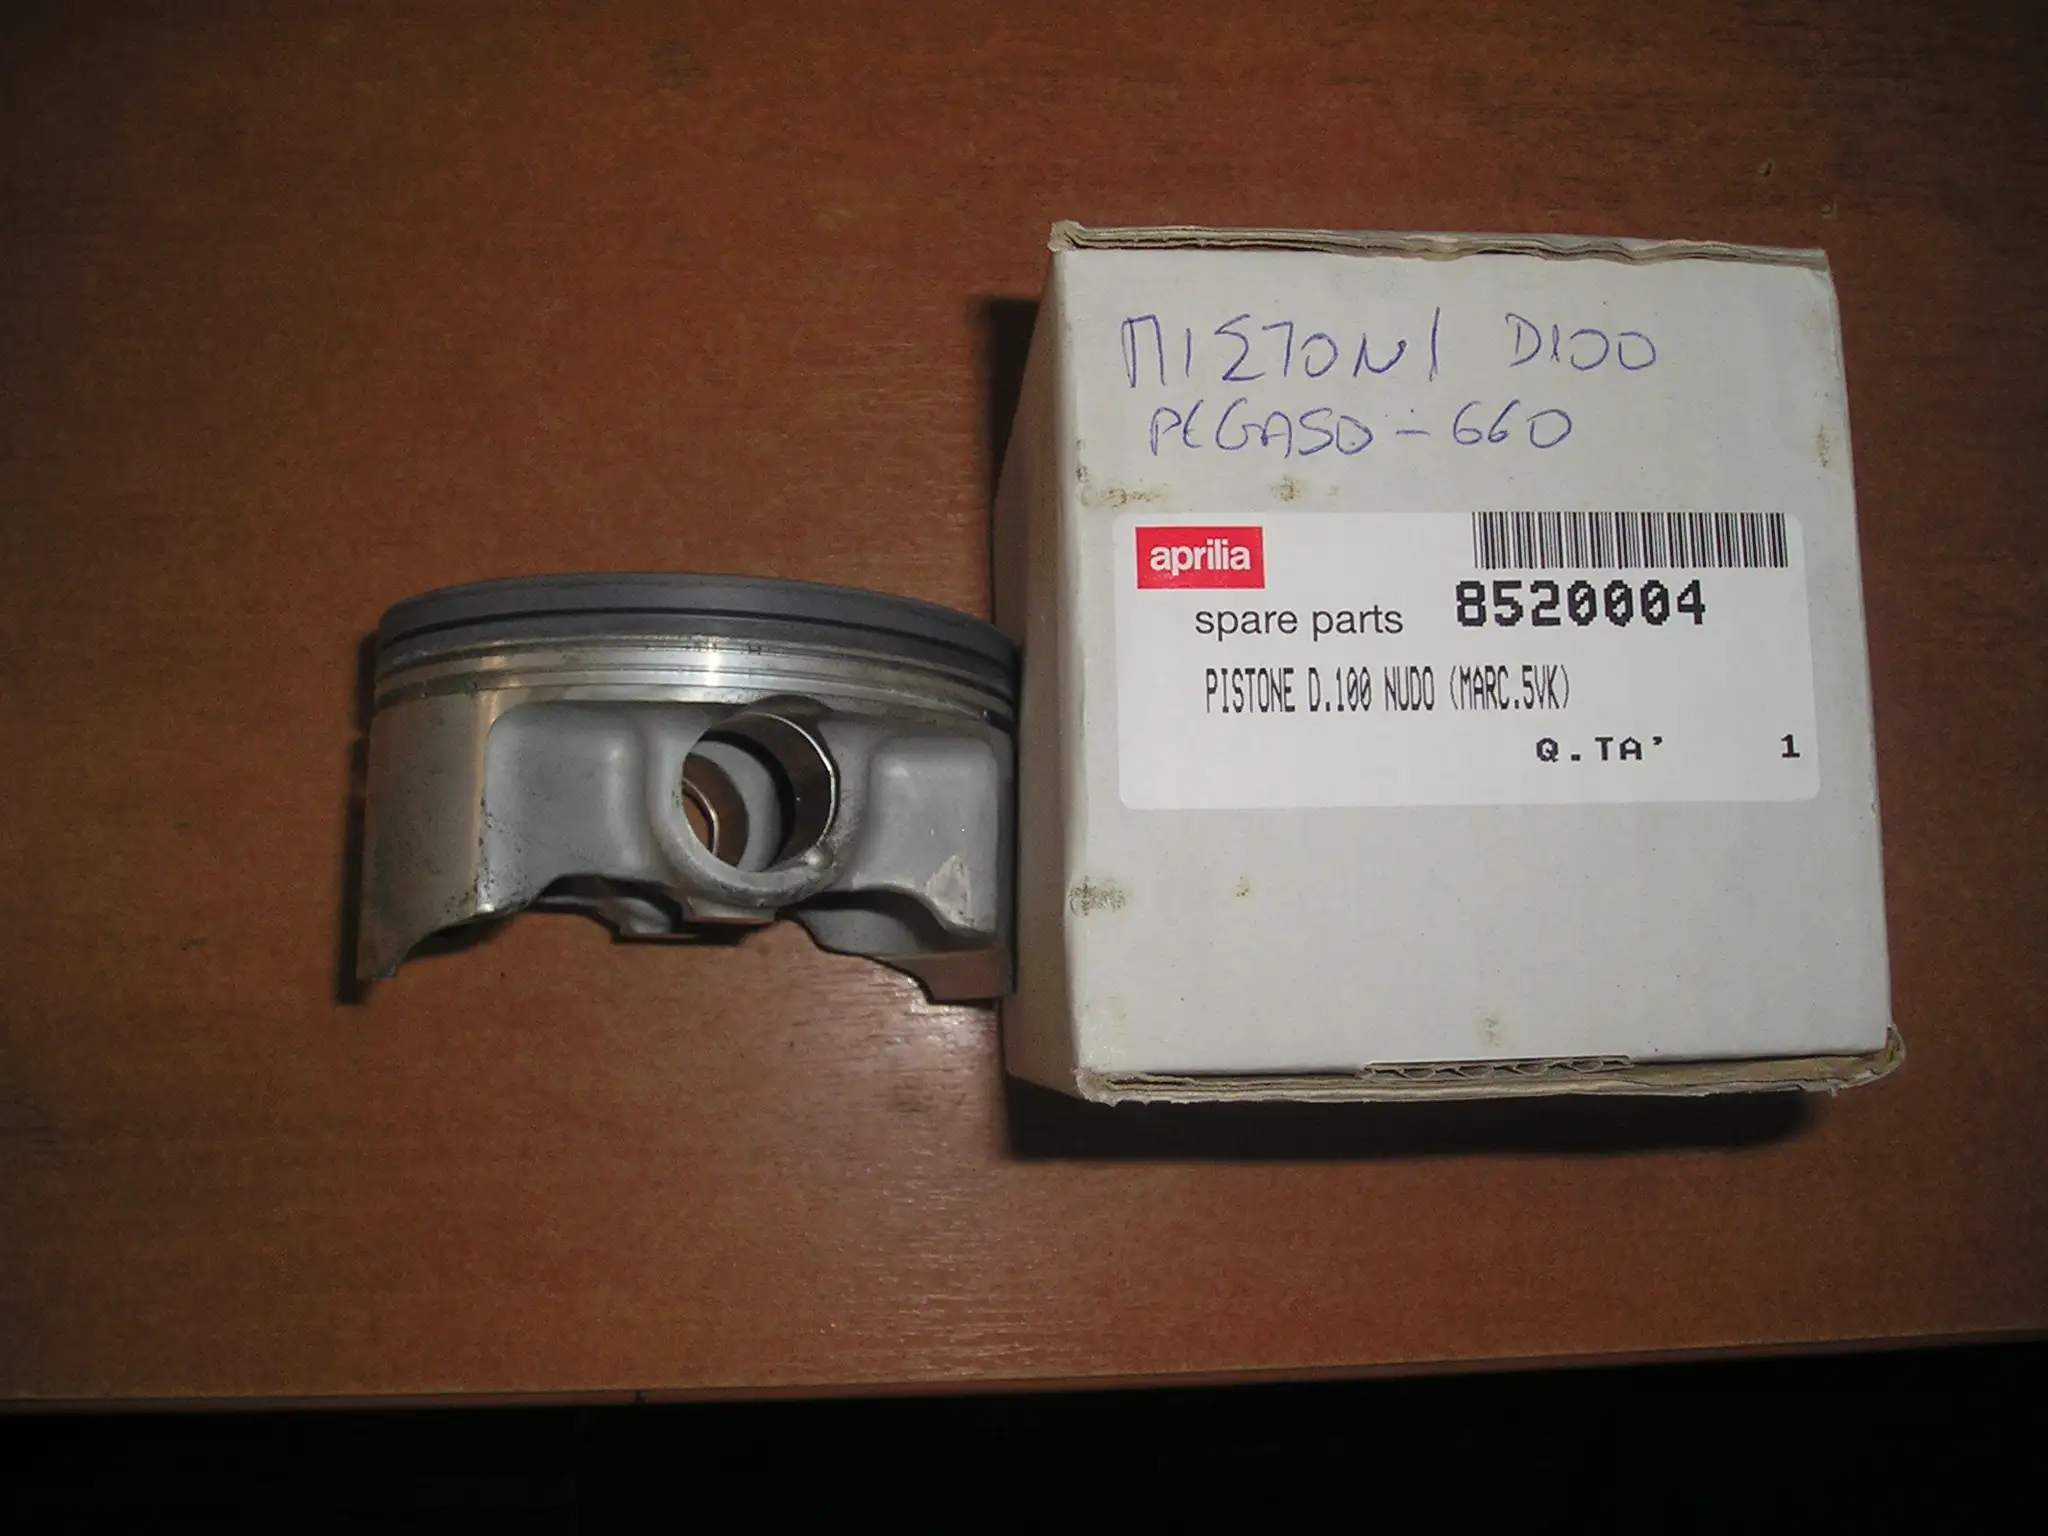 ΠΙΣΤΟΝΙ D100
PEGASO - 660
aprilia
spare parts 8520004
PISTONE D.100 NUDO (MARC.5VK)
Q.TA' 1